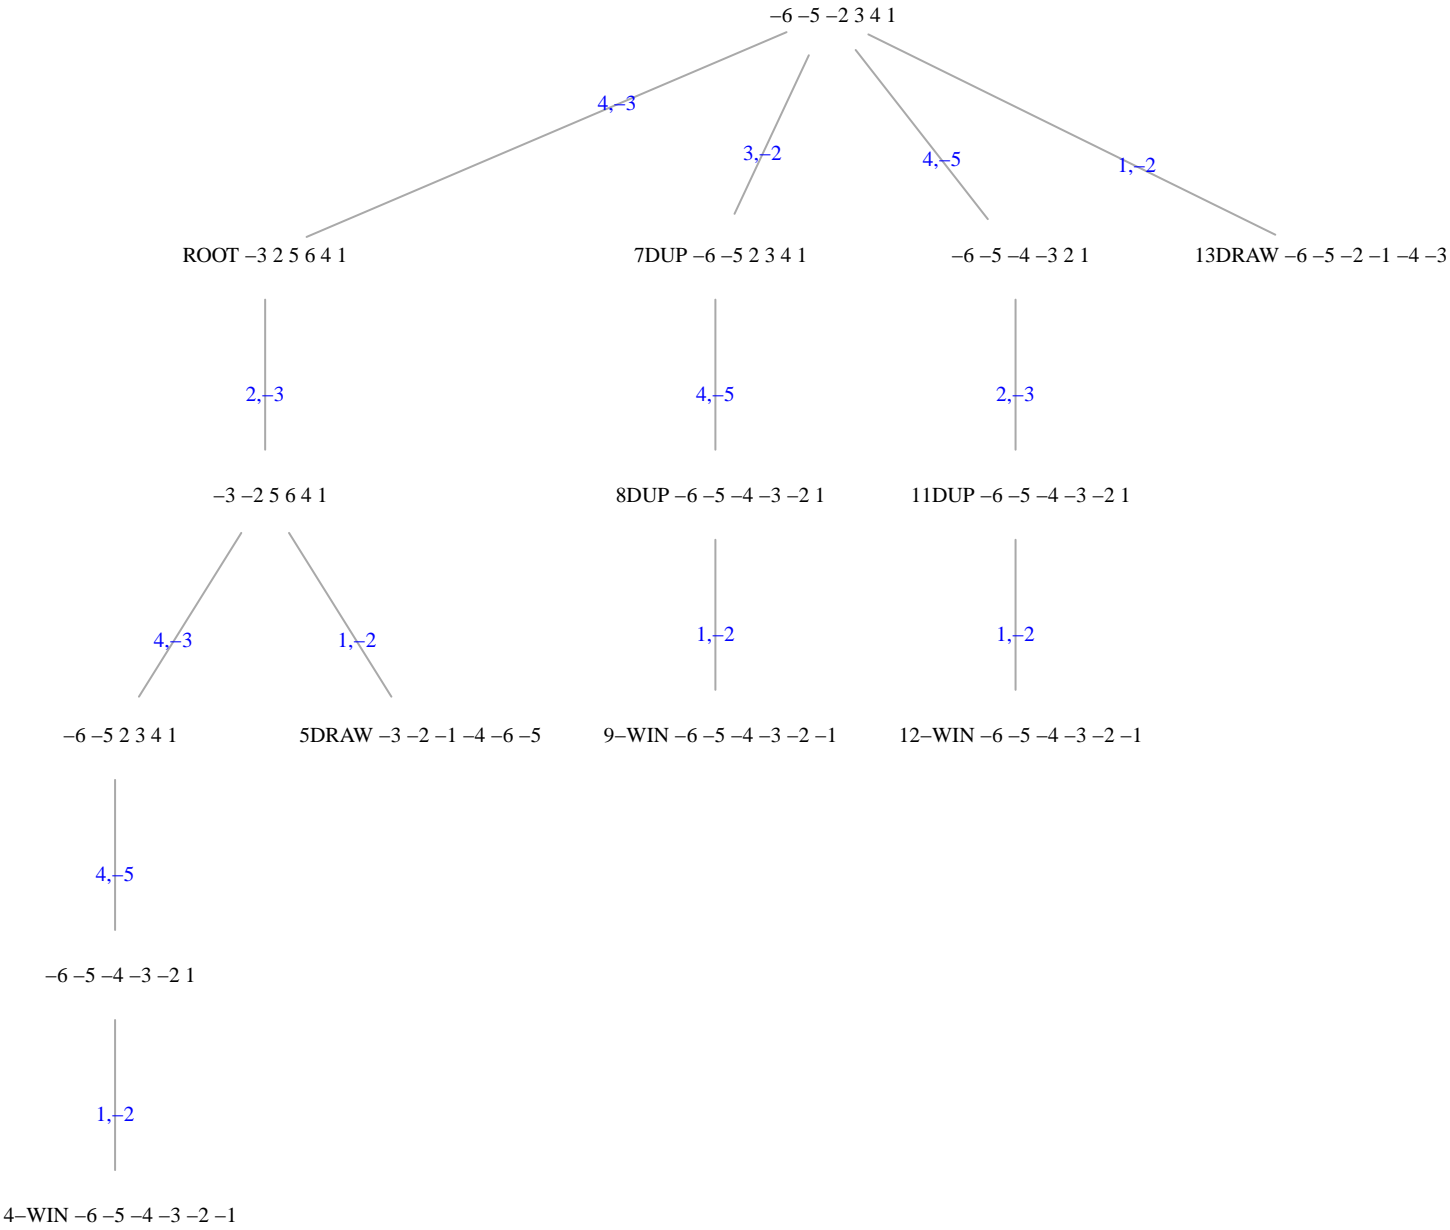 −6 −5 −2 3 4 1
4,−3
3,−2
4,−5
1,−2
ROOT −3 2 5 6 4 1
7DUP −6 −5 2 3 4 1
−6 −5 −4 −3 2 1
13DRAW −6 −5 −2 −1 −4 −3
2,−3
4,−5
2,−3
−3 −2 5 6 4 1
8DUP −6 −5 −4 −3 −2 1
11DUP −6 −5 −4 −3 −2 1
4,−3
1,−2
1,−2
1,−2
−6 −5 2 3 4 1
5DRAW −3 −2 −1 −4 −6 −5
9−WIN −6 −5 −4 −3 −2 −1
12−WIN −6 −5 −4 −3 −2 −1
4,−5
−6 −5 −4 −3 −2 1
1,−2
4−WIN −6 −5 −4 −3 −2 −1